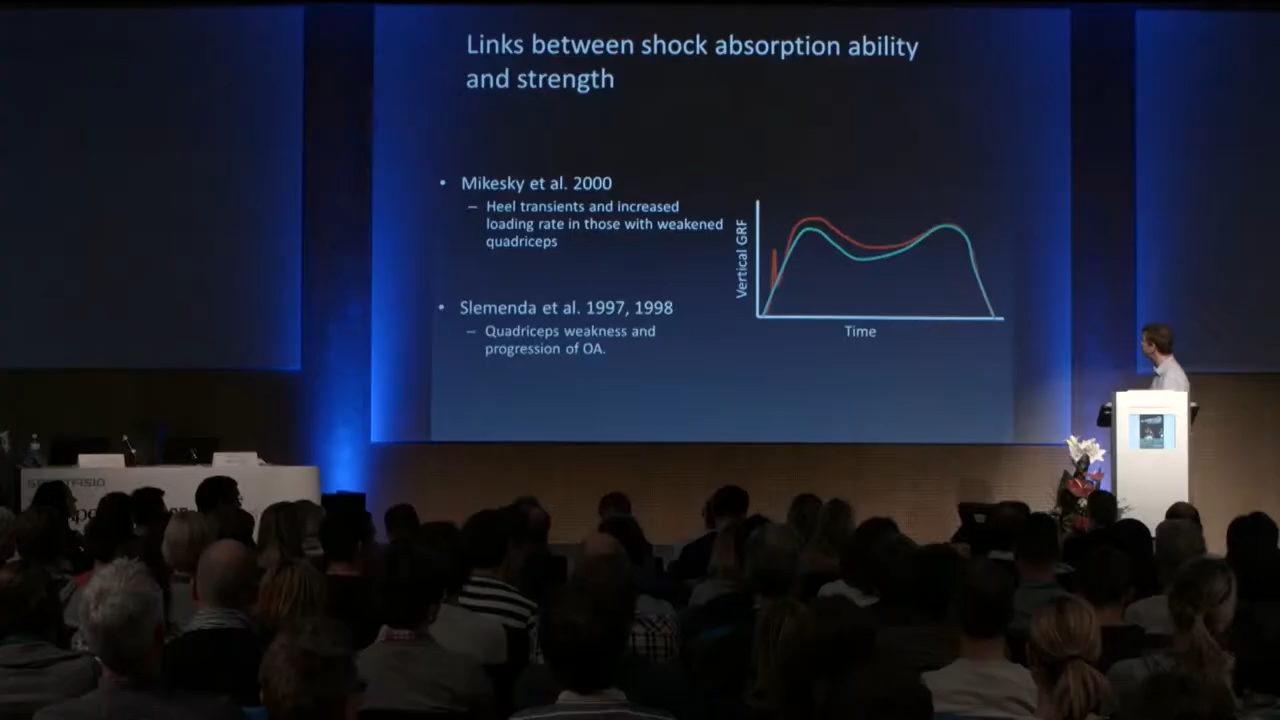 Links between shock absorption ability
and strength
• Mikesky et al. 2000
– Heel transients and increased
loading rate in those with weakened
quadriceps
• Slemenda et al. 1997, 1998
– Quadriceps weakness and
progression of OA.
Vertical GRF
Time